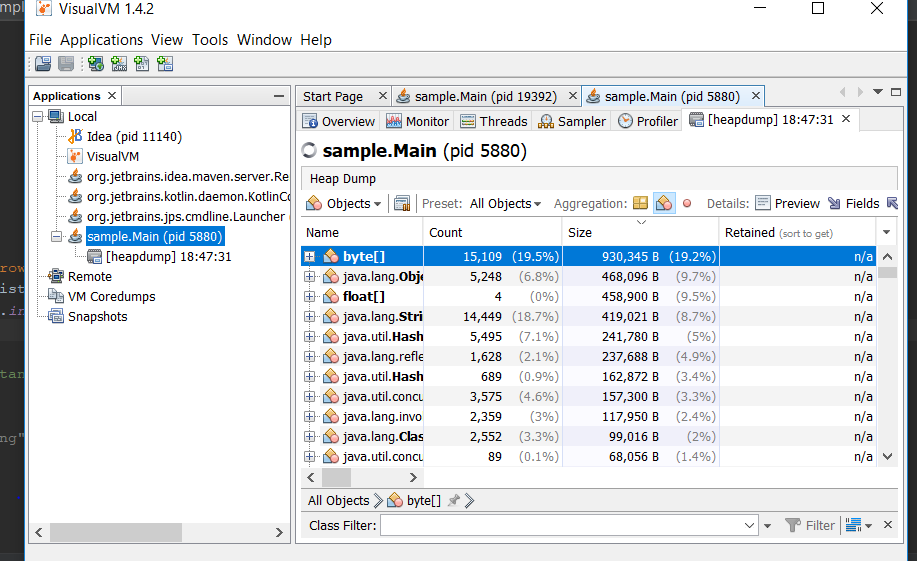 mpl
VisualVM 1.4.2
File Applications View Tools Window Help
Applications
Local
Idea (pid 11140)
VisualVM
org.jetbrains.idea.maven.server.Re
org.jetbrains.kotlin.daemon.KotlinCo
org.jetbrains.jps.cmdline.Launcher (
sample.Main (pid 5880)
[heapdump] 18:47:31
Remote
VM Coredumps
Snapshots
row
ist
.in
tan
ng"
Start Page sample.Main (pid 19392) sample.Main (pid 5880)
Overview Monitor Threads Sampler Profiler [heapdump] 18:47:31
sample.Main (pid 5880)
Heap Dump
Objects Preset: All Objects Aggregation: Details: Preview Fields
Name Count Size Retained (sort to get)
byte[] 15,109 (19.5%) 930,345 B (19.2%) n/a
java.lang.Obje 5,248 (6.8%) 468,096 B (9.7%) n/a
float[] 4 (0%) 458,900 B (9.5%) n/a
java.lang.Strin 14,449 (18.7%) 419,021 B (8.7%) n/a
java.util.Hash 5,495 (7.1%) 241,780 B (5%) n/a
java.lang.refle 1,628 (2.1%) 237,688 B (4.9%) n/a
java.util.Hash 689 (0.9%) 162,872 B (3.4%) n/a
java.util.concu 3,575 (4.6%) 157,300 B (3.3%) n/a
java.lang.invo 2,359 (3%) 117,950 B (2.4%) n/a
java.lang.Clas 2,552 (3.3%) 99,016 B (2%) n/a
java.util.concu 89 (0.1%) 68,056 B (1.4%) n/a
All Objects byte[]
Class Filter: Filter